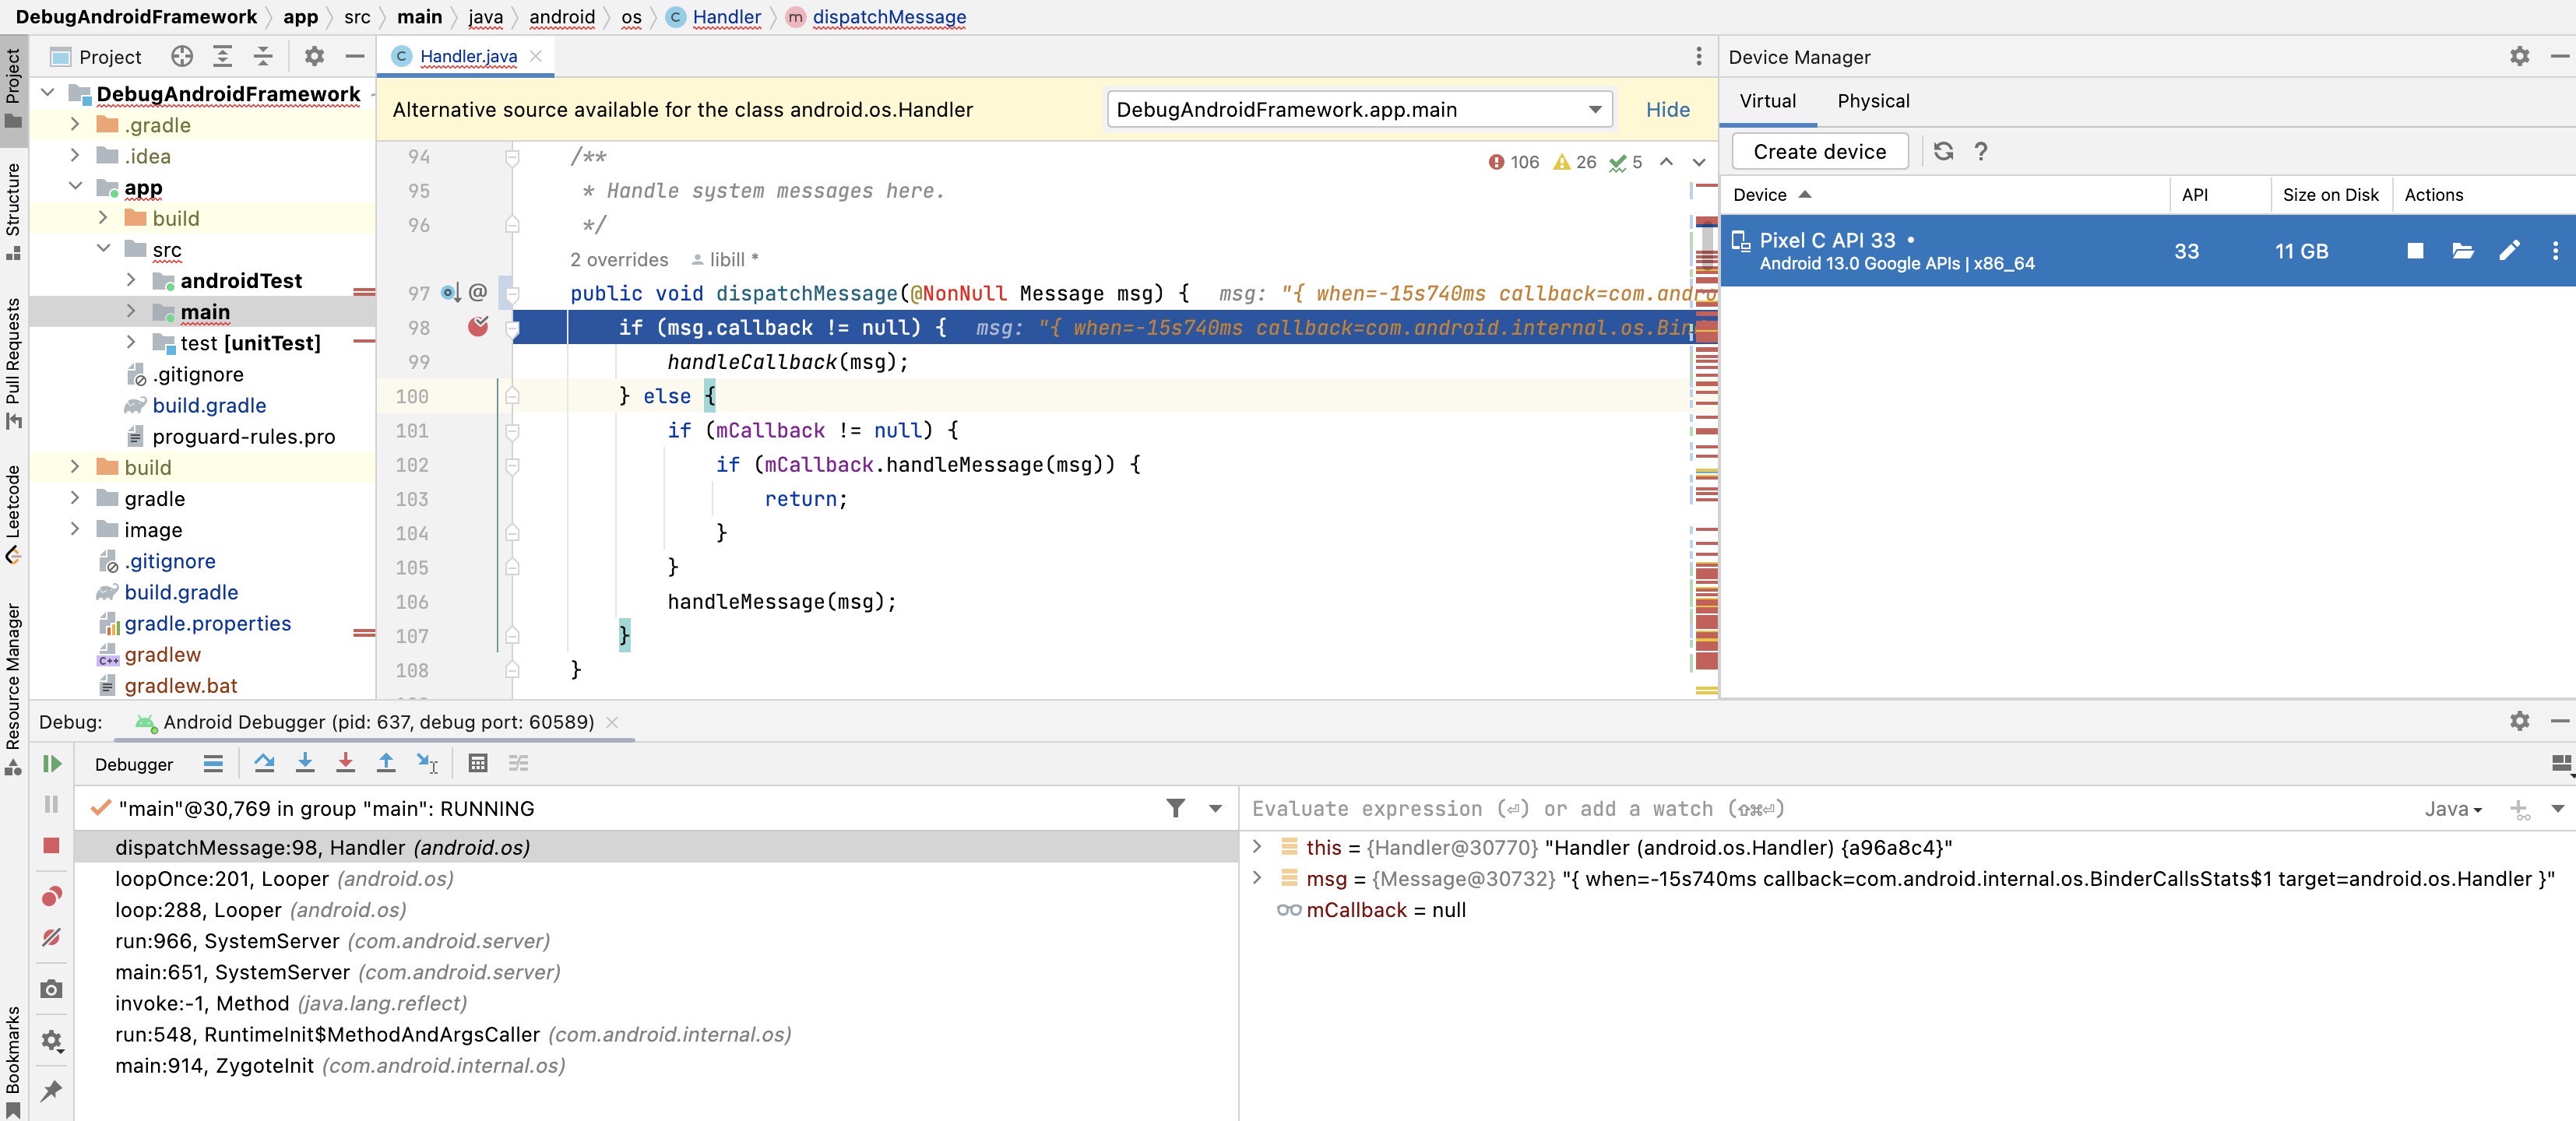 DebugAndroidFramework app src main java android os C Handler m dispatchMessage
Project
Structure
Pull Requests
Leetcode
Resource Manager
Bookmarks
Project
DebugAndroidFramework
.gradle
.idea
app
build
src
androidTest
main
test [unitTest]
.gitignore
build.gradle
proguard-rules.pro
build
gradle
image
.gitignore
build.gradle
gradle.properties
C++ gradlew
gradlew.bat
C Handler.java
Alternative source available for the class android.os.Handler DebugAndroidFramework.app.main Hide
106 26 5
94 /**
95 * Handle system messages here.
96 */
2 overrides libill *
97 @ public void dispatchMessage(@NonNull Message msg) { msg: "{ when=-15s740ms callback=com.andro
98 if (msg.callback != null) { msg: "{ when=-15s740ms callback=com.android.internal.os.Bin
99 handleCallback(msg);
100 } else {
101 if (mCallback != null) {
102 if (mCallback.handleMessage(msg)) {
103 return;
104 }
105 }
106 handleMessage(msg);
107 }
108 }
Device Manager
Virtual Physical
Create device ?
Device API Size on Disk Actions
Pixel C API 33 • 33 11 GB
Android 13.0 Google APIs | x86_64
Debug: Android Debugger (pid: 637, debug port: 60589)
Debugger
"main"@30,769 in group "main": RUNNING
dispatchMessage:98, Handler (android.os)
loopOnce:201, Looper (android.os)
loop:288, Looper (android.os)
run:966, SystemServer (com.android.server)
main:651, SystemServer (com.android.server)
invoke:-1, Method (java.lang.reflect)
run:548, RuntimeInit$MethodAndArgsCaller (com.android.internal.os)
main:914, ZygoteInit (com.android.internal.os)
Evaluate expression (⏎) or add a watch (⇧⌘⏎) Java
this = {Handler@30770} "Handler (android.os.Handler) {a96a8c4}"
msg = {Message@30732} "{ when=-15s740ms callback=com.android.internal.os.BinderCallsStats$1 target=android.os.Handler }"
mCallback = null